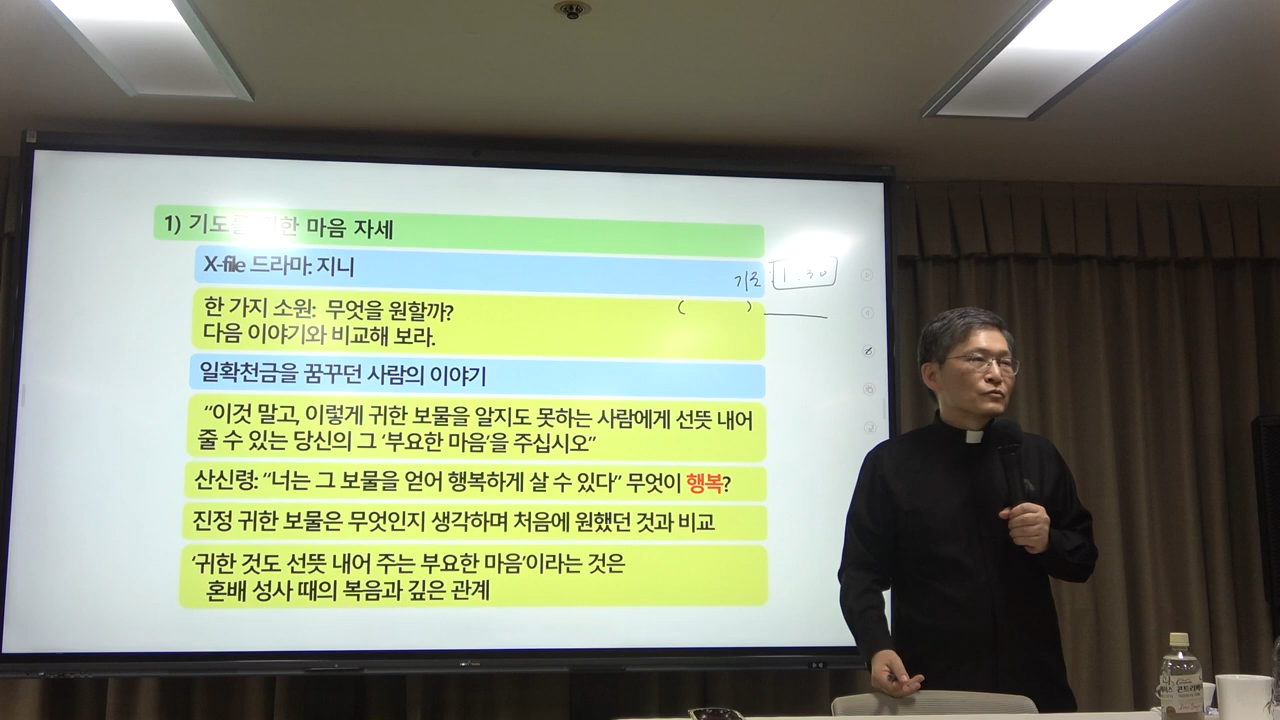 1) 기도를 위한 마음 자세
X-file 드라마: 지니
기도 1:30
( )
한 가지 소원: 무엇을 원할까?
다음 이야기와 비교해 보라.
일확천금을 꿈꾸던 사람의 이야기
“이것 말고, 이렇게 귀한 보물을 알지도 못하는 사람에게 선뜻 내어
줄 수 있는 당신의 그 ‘부요한 마음’을 주십시오”
산신령: “너는 그 보물을 얻어 행복하게 살 수 있다” 무엇이 행복?
진정 귀한 보물은 무엇인지 생각하며 처음에 원했던 것과 비교
‘귀한 것도 선뜻 내어 주는 부요한 마음’이라는 것은
혼배 성사 때의 복음과 깊은 관계